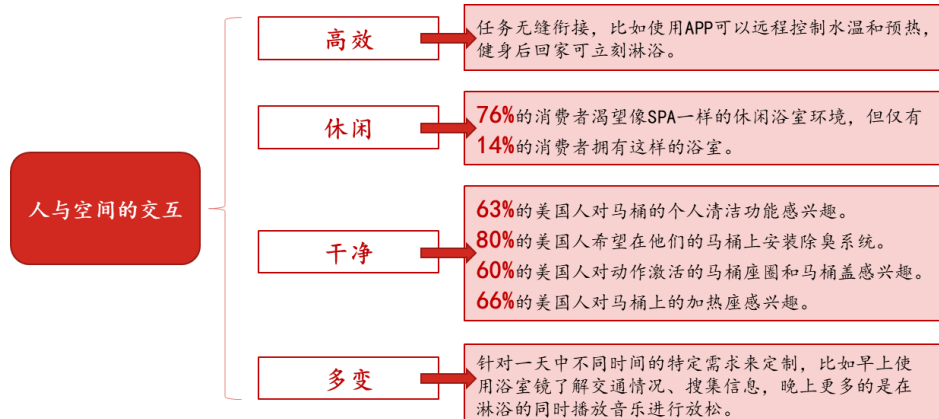 人与空间的交互
高效
任务无缝衔接，比如使用APP可以远程控制水温和预热，
健身后回家可立刻淋浴。
休闲
76%的消费者渴望像SPA一样的休闲浴室环境，但仅有
14%的消费者拥有这样的浴室。
干净
63%的美国人对马桶的个人清洁功能感兴趣。
80%的美国人希望在他们的马桶上安装除臭系统。
60%的美国人对动作激活的马桶座圈和马桶盖感兴趣。
66%的美国人对马桶上的加热座感兴趣。
多变
针对一天中不同时间的特定需求来定制，比如早上使
用浴室镜了解交通情况、搜集信息，晚上更多的是在
淋浴的同时播放音乐进行放松。